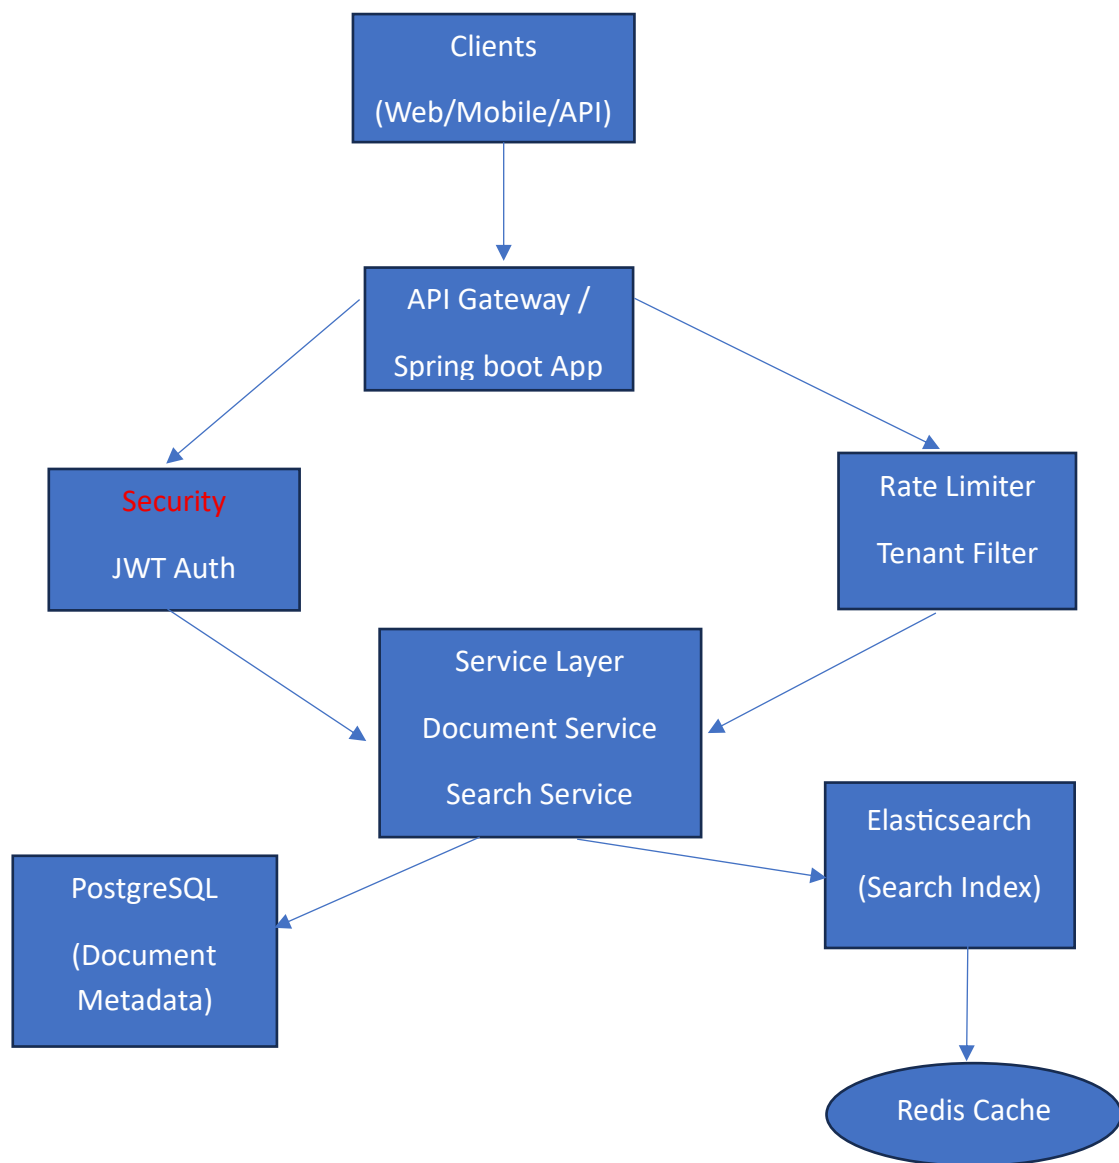 Clients
(Web/Mobile/API)
API Gateway /
Spring boot App
Security
JWT Auth
Rate Limiter
Tenant Filter
Service Layer
Document Service
Search Service
Elasticsearch
(Search Index)
PostgreSQL
(Document
Metadata)
Redis Cache